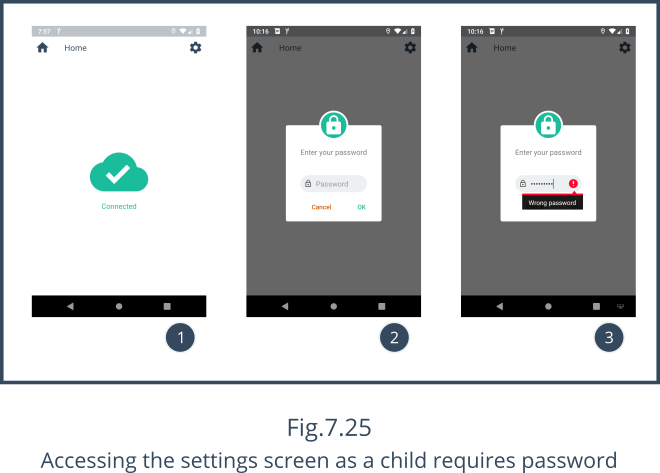 7:57
Home
Connected
1
10:16
Home
Enter your password
Password
Cancel OK
2
10:16
Home
Enter your password
Wrong password
3
Fig.7.25
Accessing the settings screen as a child requires password